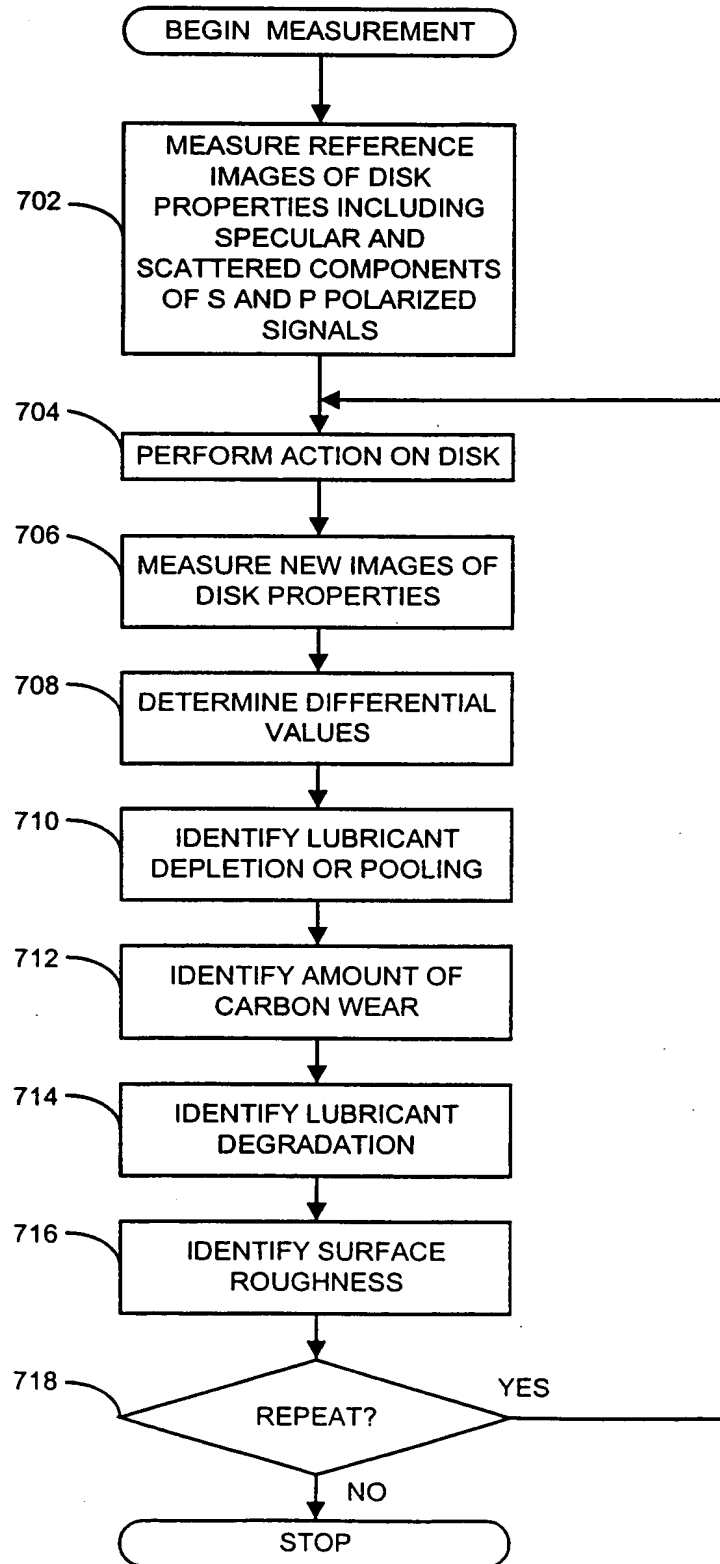 BEGIN MEASUREMENT
702
MEASURE REFERENCE
IMAGES OF DISK
PROPERTIES INCLUDING
SPECULAR AND
SCATTERED COMPONENTS
OF S AND P POLARIZED
SIGNALS
704
PERFORM ACTION ON DISK
706
MEASURE NEW IMAGES OF
DISK PROPERTIES
708
DETERMINE DIFFERENTIAL
VALUES
710
IDENTIFY LUBRICANT
DEPLETION OR POOLING
712
IDENTIFY AMOUNT OF
CARBON WEAR
714
IDENTIFY LUBRICANT
DEGRADATION
716
IDENTIFY SURFACE
ROUGHNESS
718
REPEAT?
YES
NO
STOP